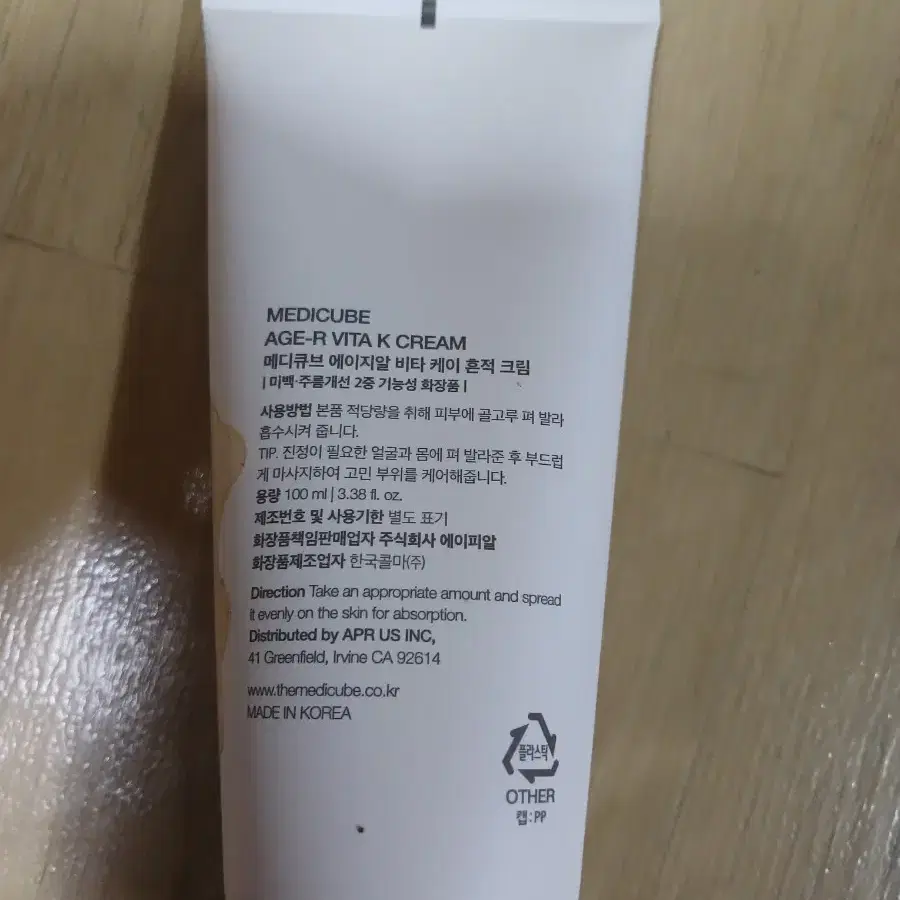 MEDICUBE
AGE-R VITA K CREAM
메디큐브 에이지알 비타 케이 흔적 크림
| 미백·주름개선 2중 기능성 화장품 |
사용방법 본품 적당량을 취해 피부에 골고루 펴 발라
흡수시켜 줍니다.
TIP. 진정이 필요한 얼굴과 몸에 펴 발라준 후 부드럽
게 마사지하여 고민 부위를 케어해줍니다.
용량 100 ml | 3.38 fl. oz.
제조번호 및 사용기한 별도 표기
화장품책임판매업자 주식회사 에이피알
화장품제조업자 한국콜마(주)
Direction Take an appropriate amount and spread
it evenly on the skin for absorption.
Distributed by APR US INC,
41 Greenfield, Irvine CA 92614
www.themedicube.co.kr
MADE IN KOREA
플라스틱
OTHER
캡:PP